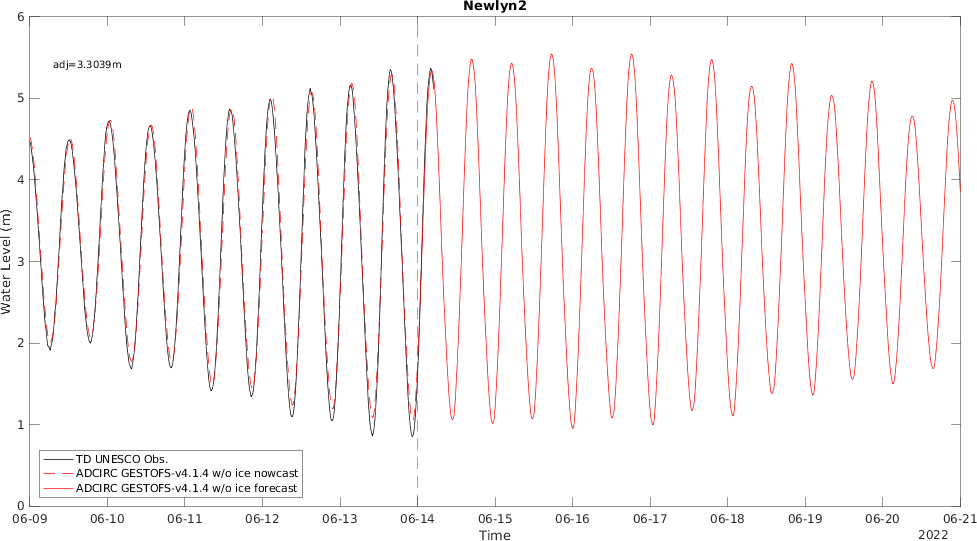 Newlyn2
adj=3.3039m
6
5
4
3
2
1
0
Water Level (m)
TD UNESCO Obs.
ADCIRC GESTOFS-v4.1.4 w/o ice nowcast
ADCIRC GESTOFS-v4.1.4 w/o ice forecast
06-09 06-10 06-11 06-12 06-13 06-14 06-15 06-16 06-17 06-18 06-19 06-20 06-21
Time
2022